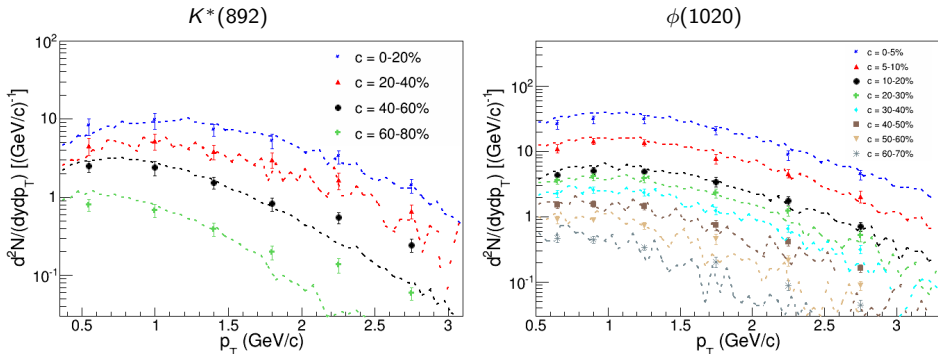 K*(892)
φ(1020)
d²N/(dydp_T) [(GeV/c)⁻¹]
10²
10
1
10⁻¹
c = 0-20%
c = 20-40%
c = 40-60%
c = 60-80%
0.5 1 1.5 2 2.5 3
p_T (GeV/c)
d²N/(dydp_T) [(GeV/c)⁻¹]
10²
10
1
10⁻¹
c = 0-5%
c = 5-10%
c = 10-20%
c = 20-30%
c = 30-40%
c = 40-50%
c = 50-60%
c = 60-70%
0.5 1 1.5 2 2.5 3
p_T (GeV/c)